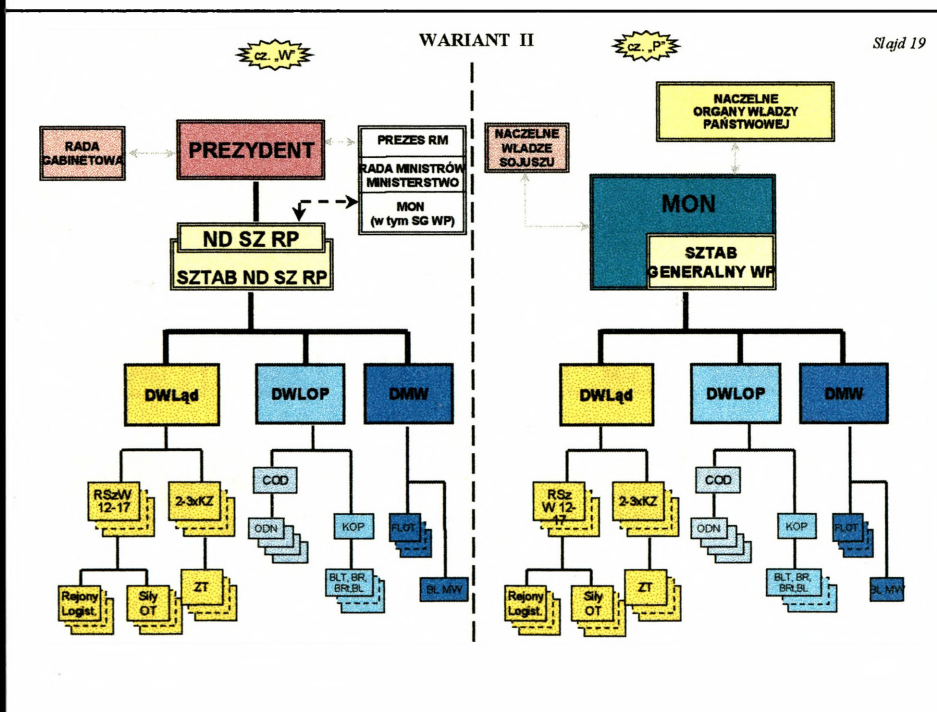 WARIANT II
Slajd 19
cz. „W”
RADA
GABINETOWA
PREZYDENT
PREZES RM
RADA MINISTRÓW
MINISTERSTWO
MON
(w tym SG WP)
ND SZ RP
SZTAB ND SZ RP
DWLąd
DWLOP
DMW
RSzW
12-17
2-3xKZ
COD
ODN
KOP
FLOT
Rejony
Logist.
Siły
OT
ZT
BLT, BR,
BRt,BL
BL MW
cz. „P”
NACZELNE
ORGANY WŁADZY
PAŃSTWOWEJ
NACZELNE
WŁADZE
SOJUSZU
MON
SZTAB
GENERALNY WP
DWLąd
DWLOP
DMW
RSz
W 12-
17
2-3xKZ
COD
ODN
KOP
FLOT
Rejony
Logist.
Siły
OT
ZT
BLT, BR,
BRt,BL
BL MW